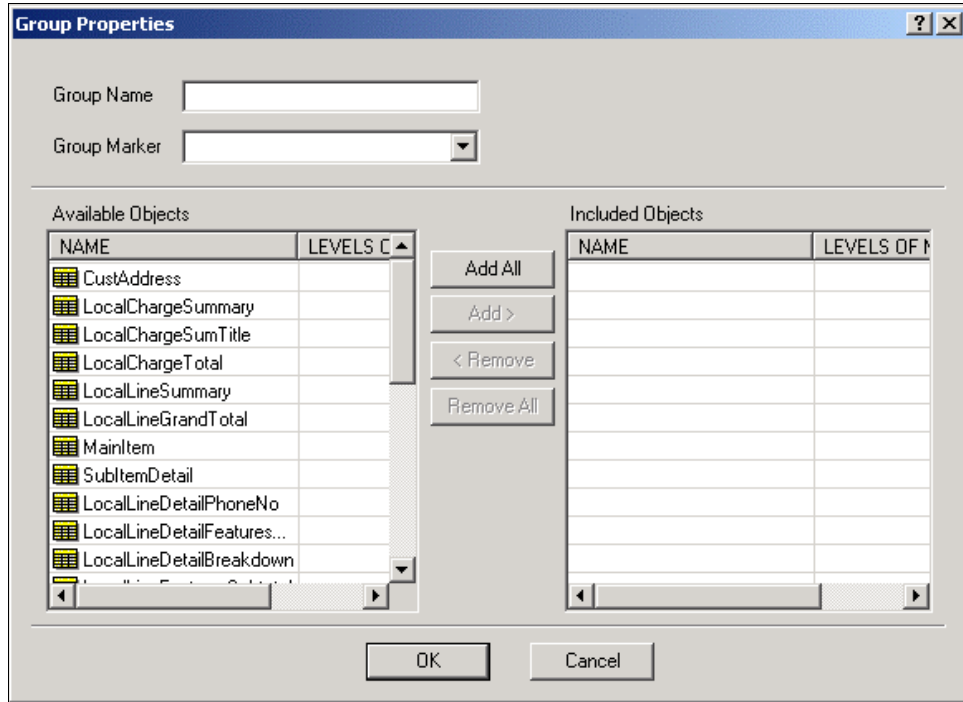 Group Properties
Group Name
Group Marker
Available Objects
NAME LEVELS O
CustAddress
LocalChargeSummary
LocalChargeSumTitle
LocalChargeTotal
LocalLineSummary
LocalLineGrandTotal
MainItem
SubItemDetail
LocalLineDetailPhoneNo
LocalLineDetailFeatures...
LocalLineDetailBreakdown
Add All
Add >
< Remove
Remove All
Included Objects
NAME LEVELS OF N
OK
Cancel